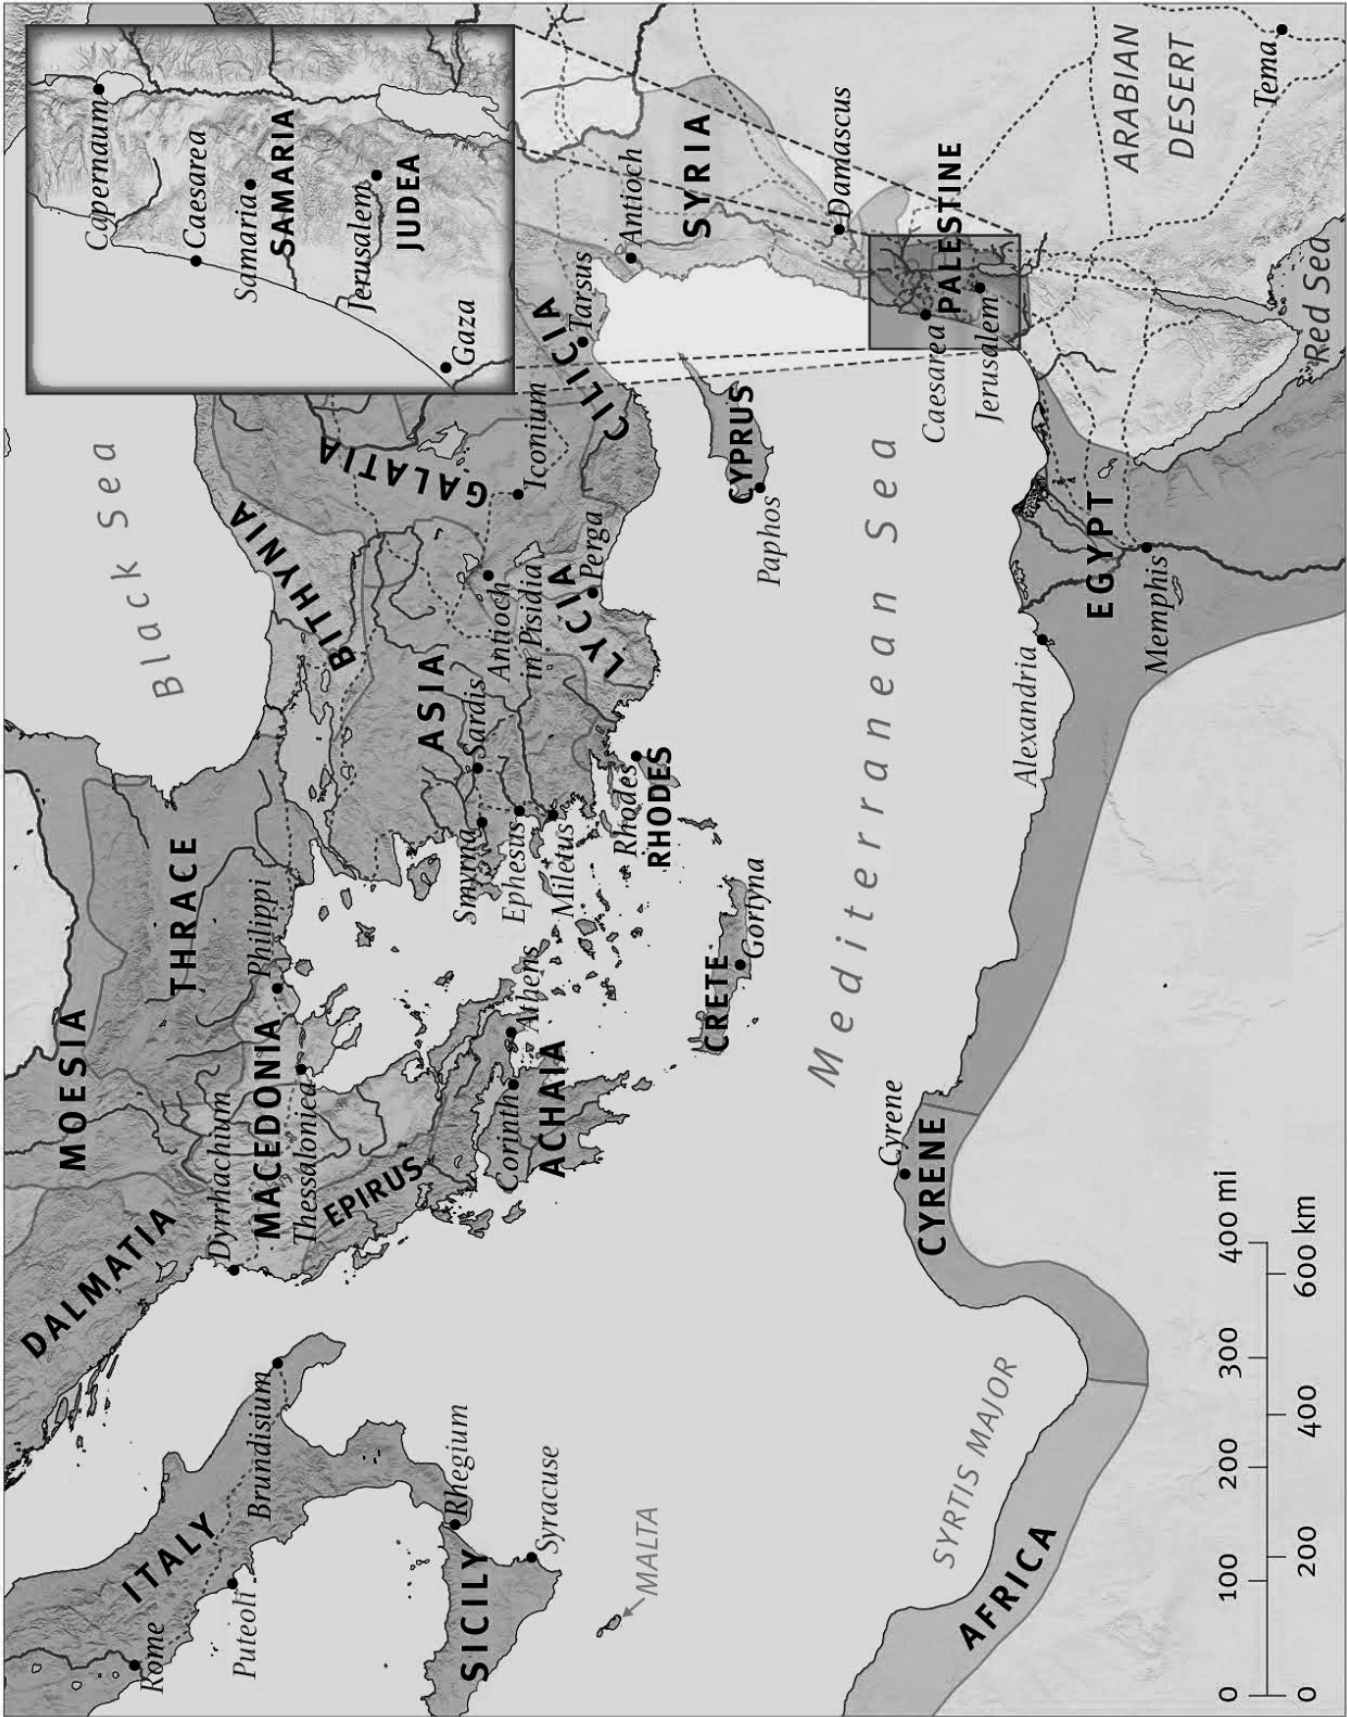 Black Sea
Mediterranean Sea
Red Sea
SYRTIS MAJOR
ARABIAN
DESERT
ITALY
Rome
Puteoli
Brundisium
Rhegium
SICILY
Syracuse
MALTA
DALMATIA
MOESIA
THRACE
MACEDONIA
Dyrrhachium
Thessalonica
Philippi
EPIRUS
ACHAIA
Corinth
Athens
CRETE
Gortyna
BITHYNIA
GALATIA
ASIA
Sardis
Smyrna
Ephesus
Miletus
Antioch
in Pisidia
Iconium
LYCIA
Perga
Rhodes
RHODES
CILICIA
Tarsus
CYPRUS
Paphos
Antioch
SYRIA
Damascus
PALESTINE
Caesarea
Jerusalem
Tema
EGYPT
Alexandria
Memphis
Cyrene
CYRENE
AFRICA
Capernaum
Caesarea
Samaria
SAMARIA
Jerusalem
JUDEA
Gaza
0 100 200 300 400 mi
0 200 400 600 km